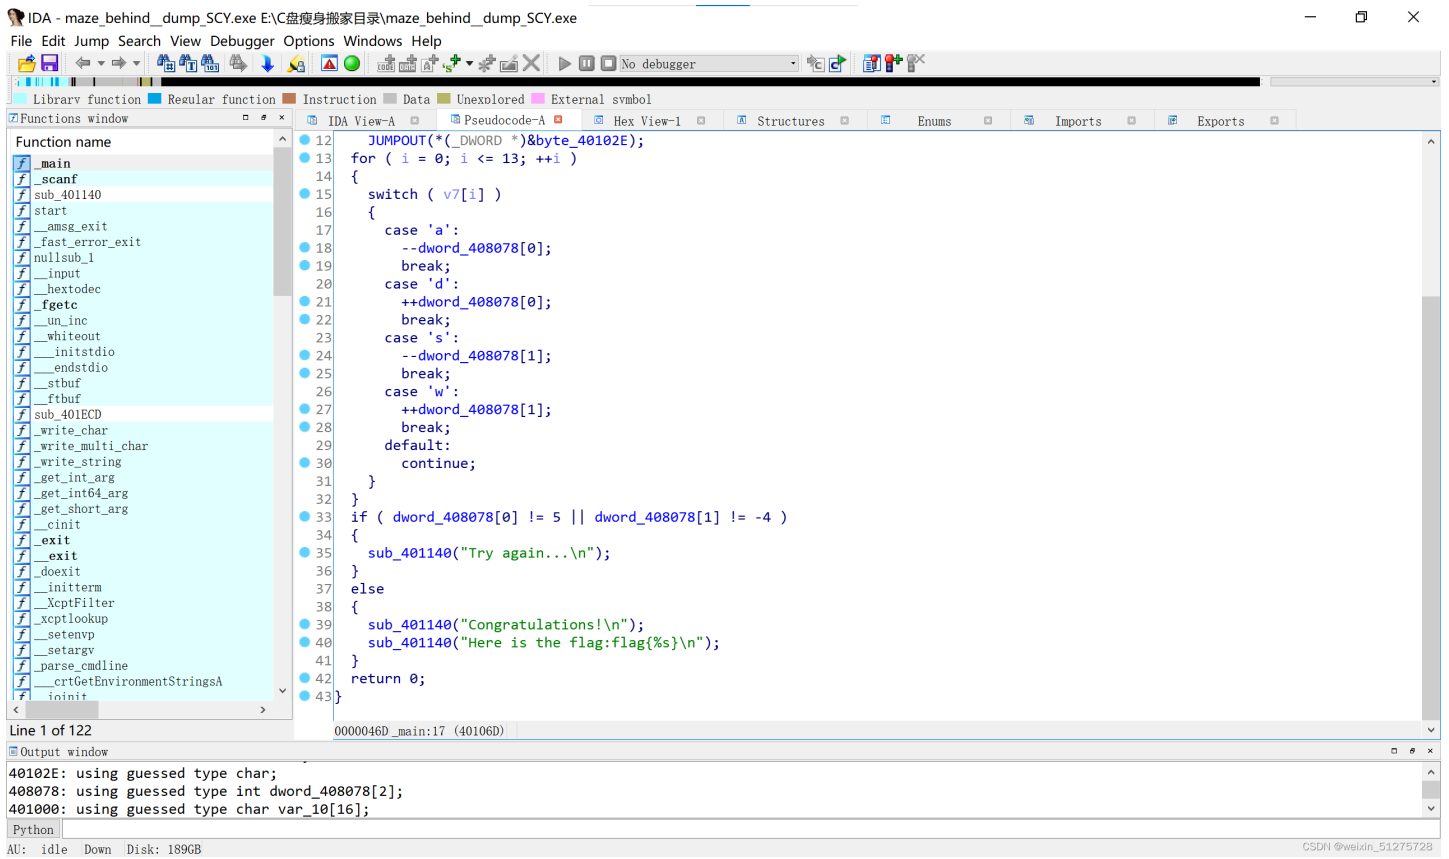 IDA - maze_behind__dump_SCY.exe E:\C盘瘦身搬家目录\maze_behind__dump_SCY.exe
File Edit Jump Search View Debugger Options Windows Help
No debugger
Library function Regular function Instruction Data Unexplored External symbol
Functions window
IDA View-A Pseudocode-A Hex View-1 Structures Enums Imports Exports
Function name
_main
_scanf
sub_401140
start
__amsg_exit
_fast_error_exit
nullsub_1
__input
__hextodec
_fgetc
__un_inc
__whiteout
___initstdio
___endstdio
__stbuf
__ftbuf
sub_401ECD
_write_char
_write_multi_char
_write_string
_get_int_arg
_get_int64_arg
_get_short_arg
__cinit
_exit
__exit
_doexit
__initterm
__XcptFilter
_xcptlookup
__setenvp
__setargv
_parse_cmdline
___crtGetEnvironmentStringsA
__ioinit
Line 1 of 122
12 JUMPOUT(*(_DWORD *)&byte_40102E);
13 for ( i = 0; i <= 13; ++i )
14 {
15 switch ( v7[i] )
16 {
17 case 'a':
18 --dword_408078[0];
19 break;
20 case 'd':
21 ++dword_408078[0];
22 break;
23 case 's':
24 --dword_408078[1];
25 break;
26 case 'w':
27 ++dword_408078[1];
28 break;
29 default:
30 continue;
31 }
32 }
33 if ( dword_408078[0] != 5 || dword_408078[1] != -4 )
34 {
35 sub_401140("Try again...\n");
36 }
37 else
38 {
39 sub_401140("Congratulations!\n");
40 sub_401140("Here is the flag:flag{%s}\n");
41 }
42 return 0;
43 }
0000046D _main:17 (40106D)
Output window
40102E: using guessed type char;
408078: using guessed type int dword_408078[2];
401000: using guessed type char var_10[16];
Python
AU: idle Down Disk: 189GB
CSDN @weixin_51275728